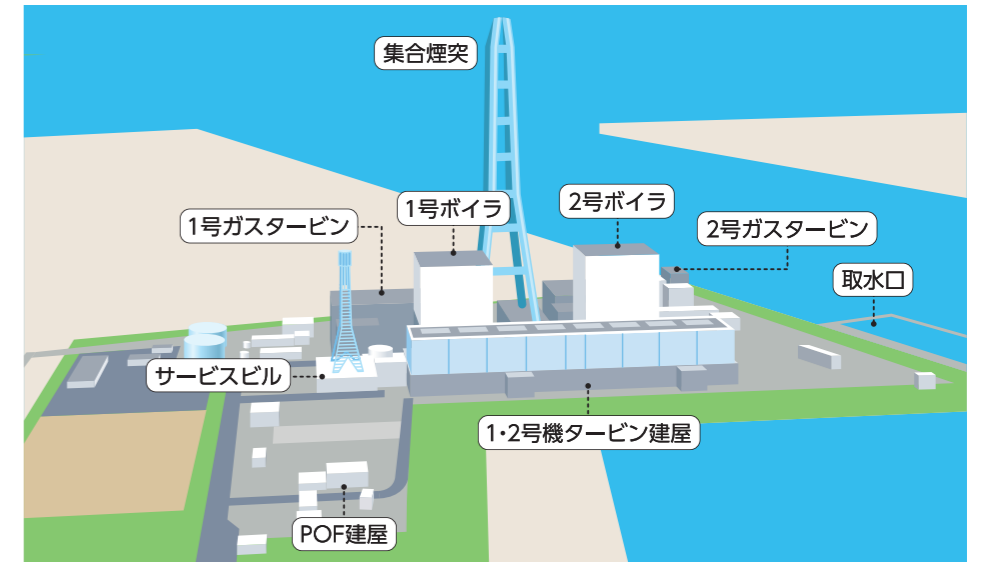 集合煙突
1号ボイラ
2号ボイラ
1号ガスタービン
2号ガスタービン
取水口
サービスビル
1・2号機タービン建屋
POF建屋